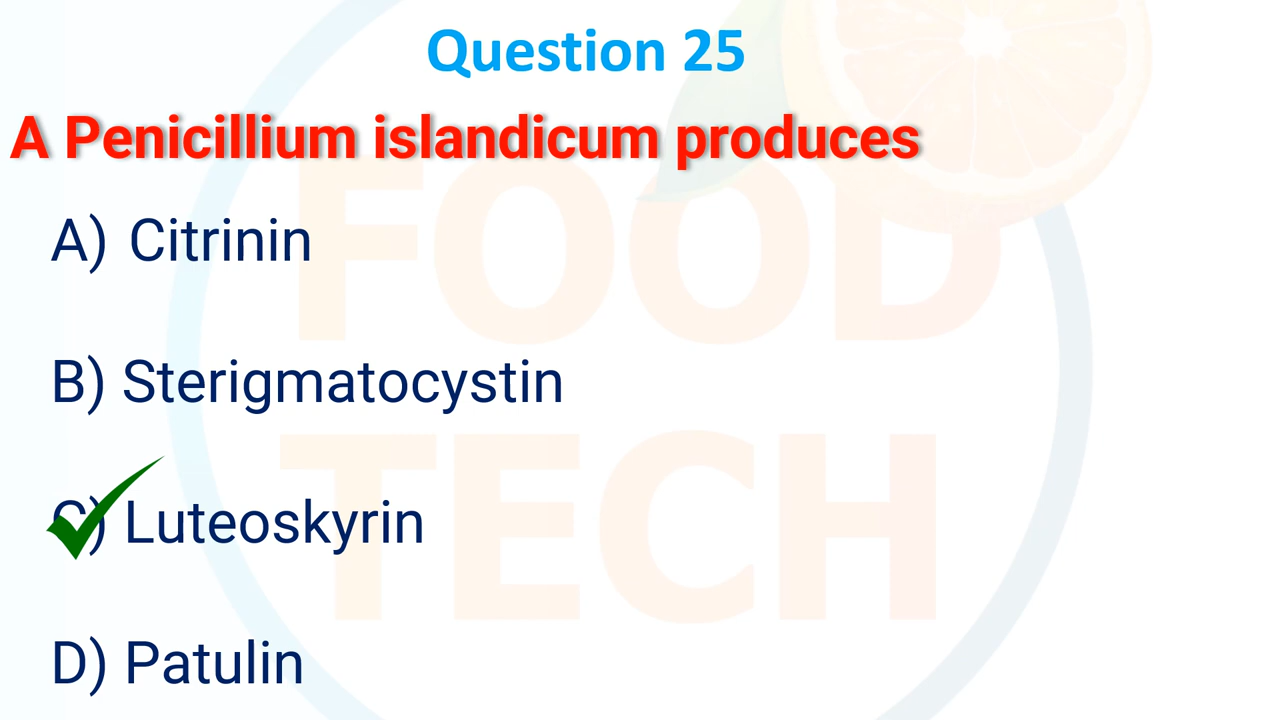 Question 25
A Penicillium islandicum produces
A) Citrinin
B) Sterigmatocystin
C) Luteoskyrin
D) Patulin
FOOD
TECH